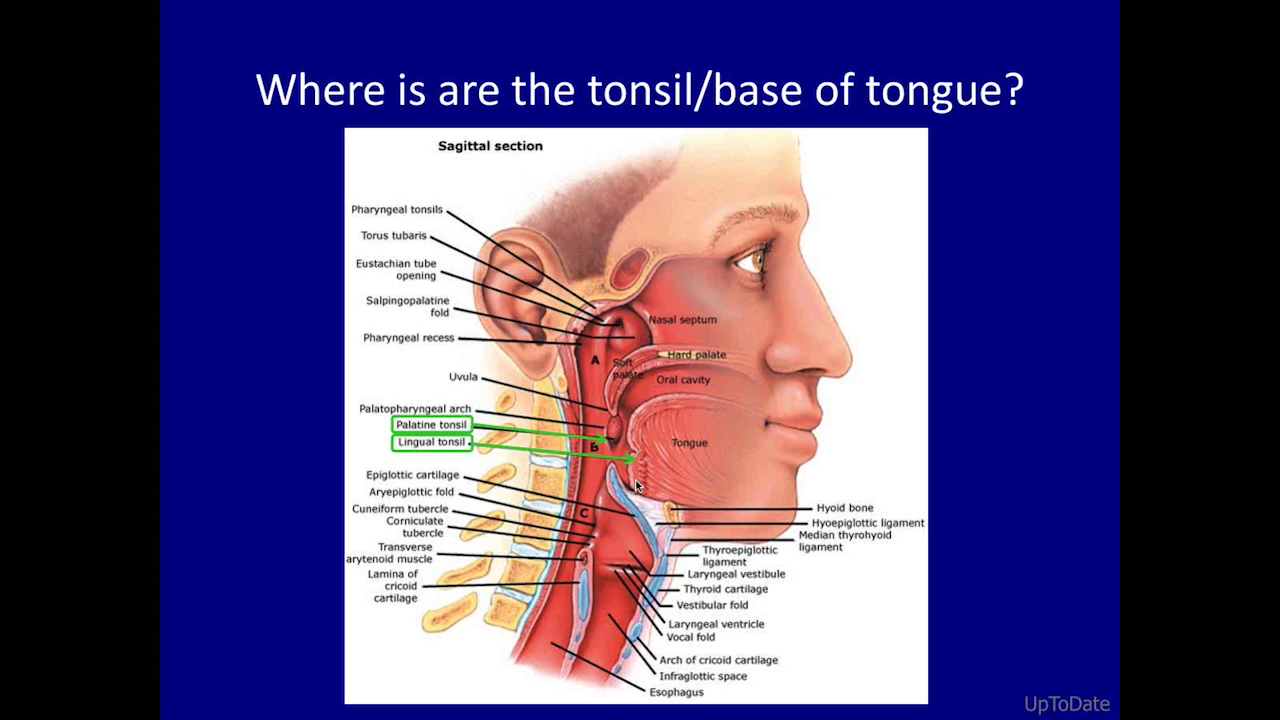 Where is are the tonsil/base of tongue?
Sagittal section
Pharyngeal tonsils
Torus tubaris
Eustachian tube
opening
Salpingopalatine
fold
Pharyngeal recess
Uvula
Palatopharyngeal arch
Palatine tonsil
Lingual tonsil
Epiglottic cartilage
Aryepiglottic fold
Cuneiform tubercle
Corniculate
tubercle
Transverse
arytenoid muscle
Lamina of
cricoid
cartilage
Nasal septum
A
Soft
palate
Hard palate
Oral cavity
B
Tongue
C
Hyoid bone
Hyoepiglottic ligament
Median thyrohyoid
ligament
Thyroepiglottic
ligament
Laryngeal vestibule
Thyroid cartilage
Vestibular fold
Laryngeal ventricle
Vocal fold
Arch of cricoid cartilage
Infraglottic space
Esophagus
UpToDate